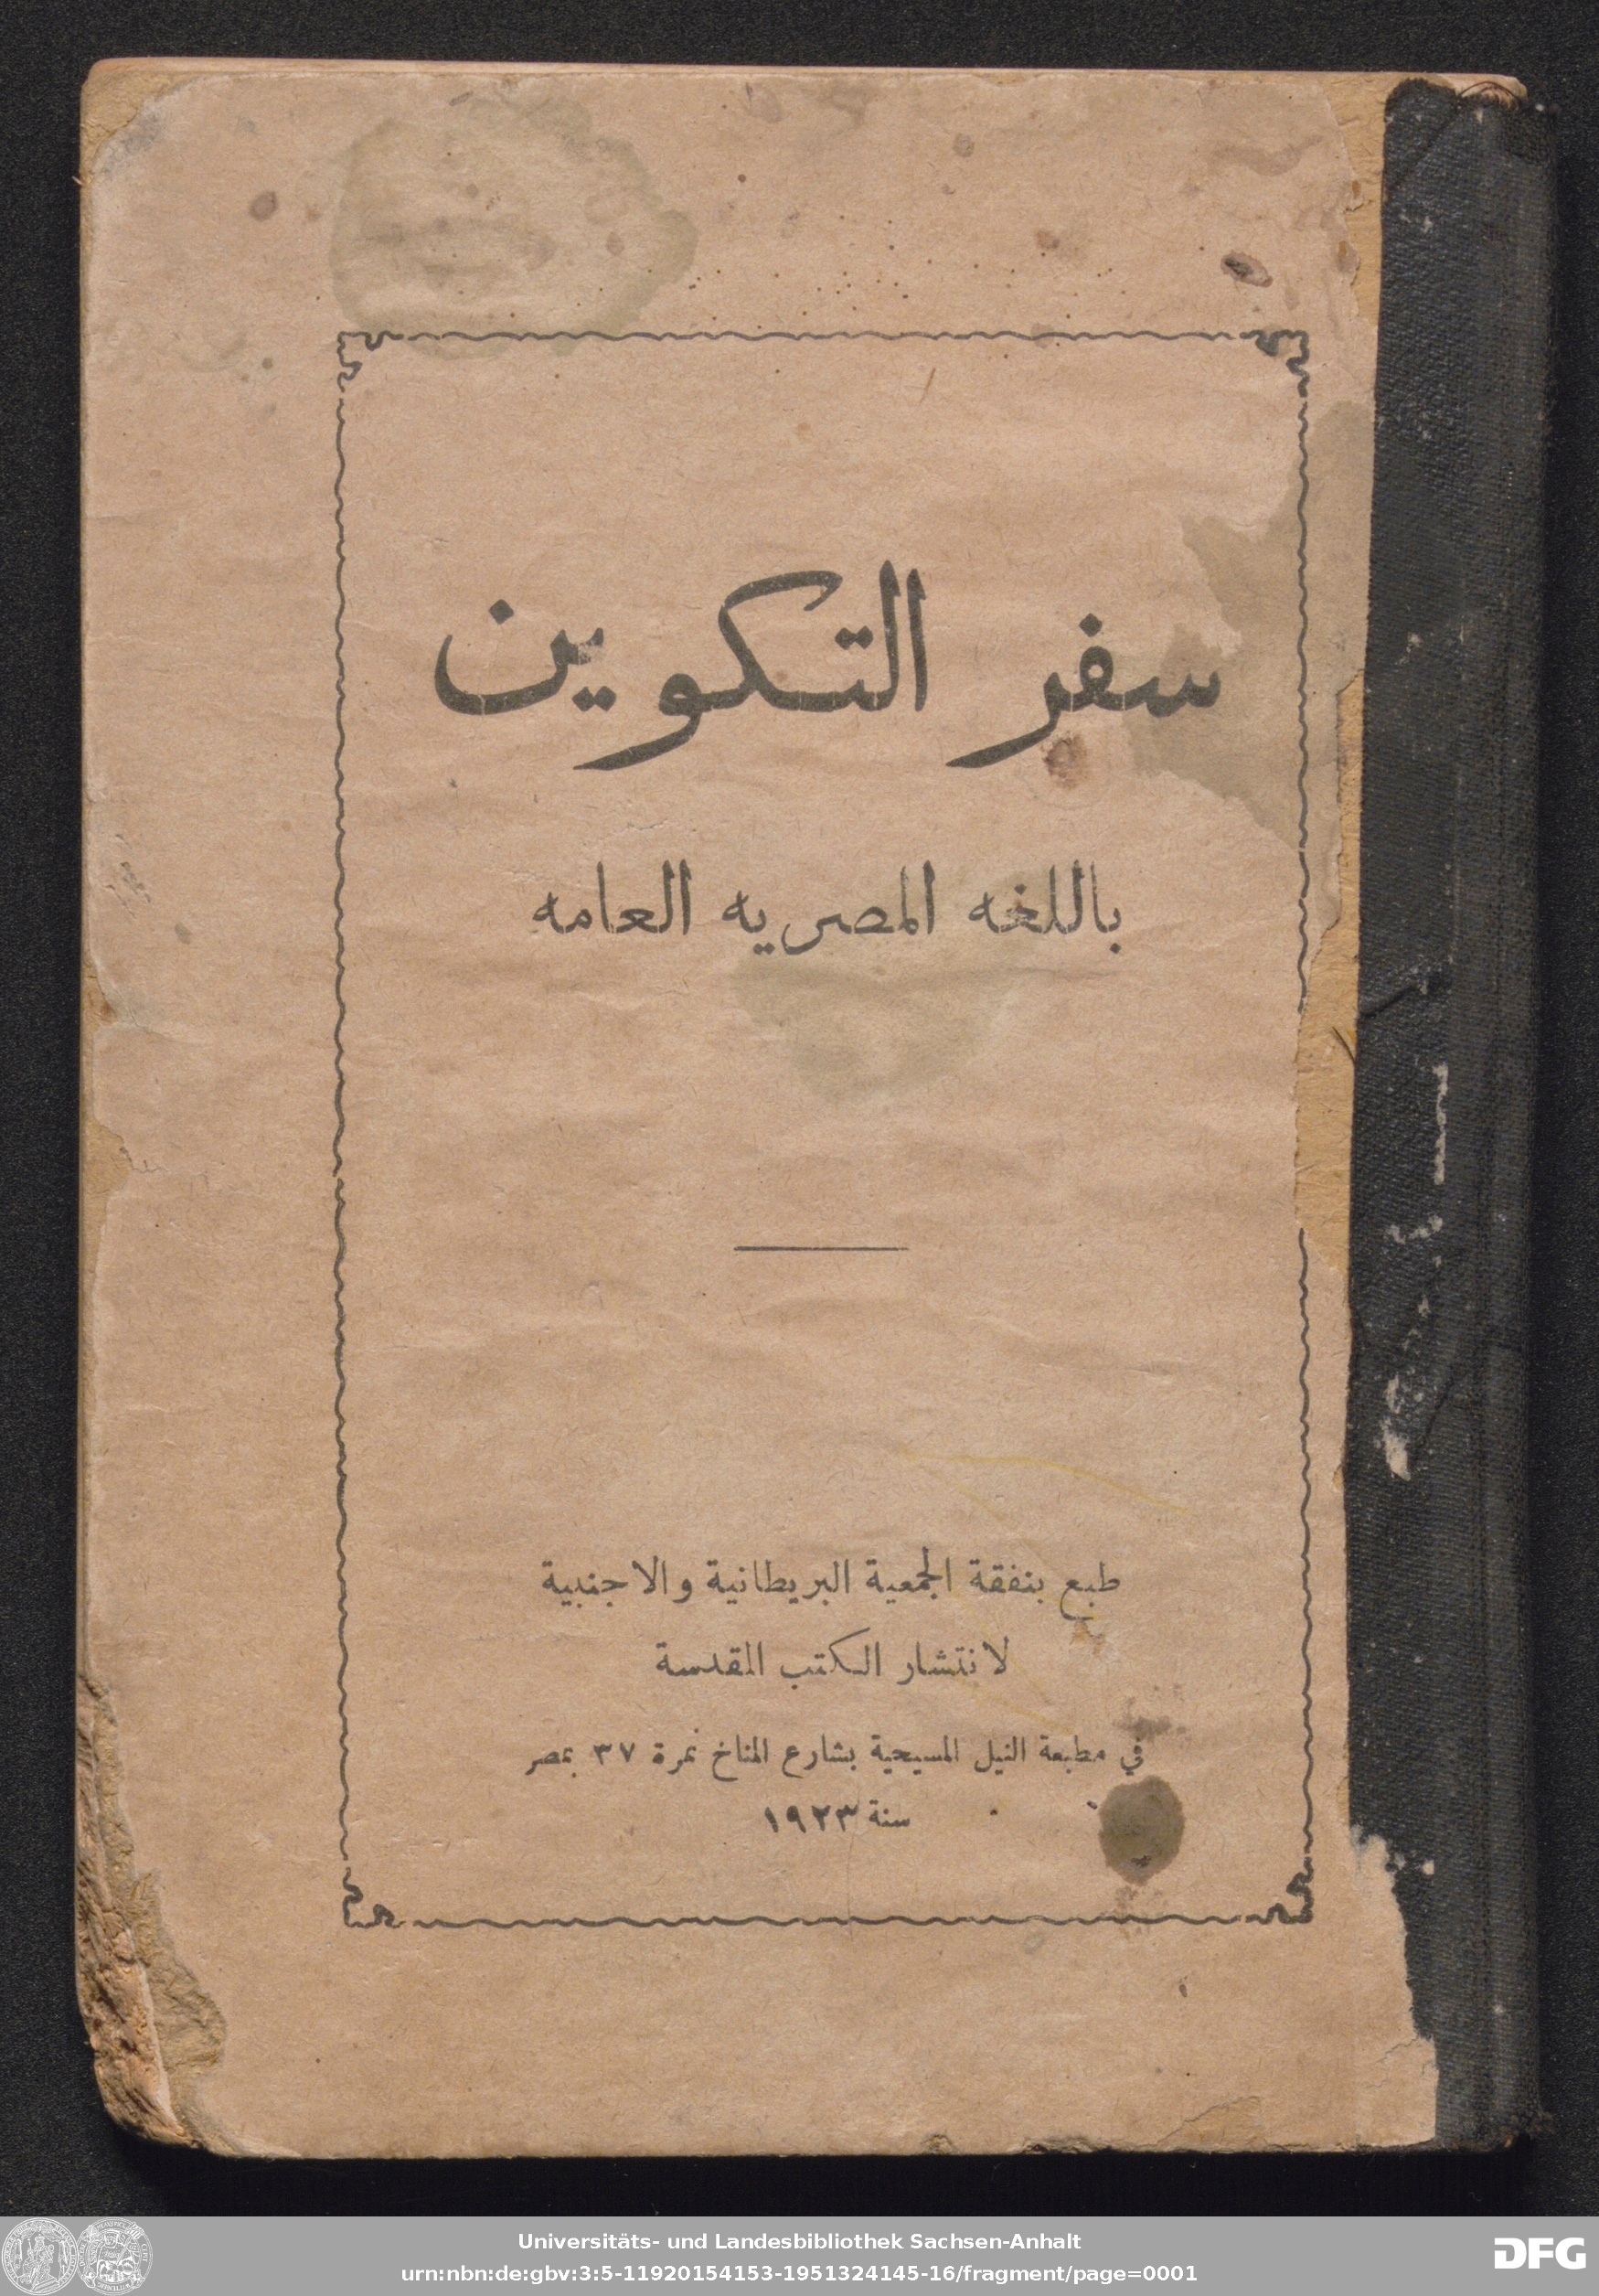 سفر التكوين
باللغه المصريه العامه
طبع بنفقة الجمعية البريطانية والاجنبية
لانتشار الكتب المقدسة
في مطبعة النيل المسيحية بشارع المناخ نمرة ٣٧ بمصر
سنة ١٩٢٣
Universitäts- und Landesbibliothek Sachsen-Anhalt
urn:nbn:de:gbv:3:5-11920154153-1951324145-16/fragment/page=0001
DFG